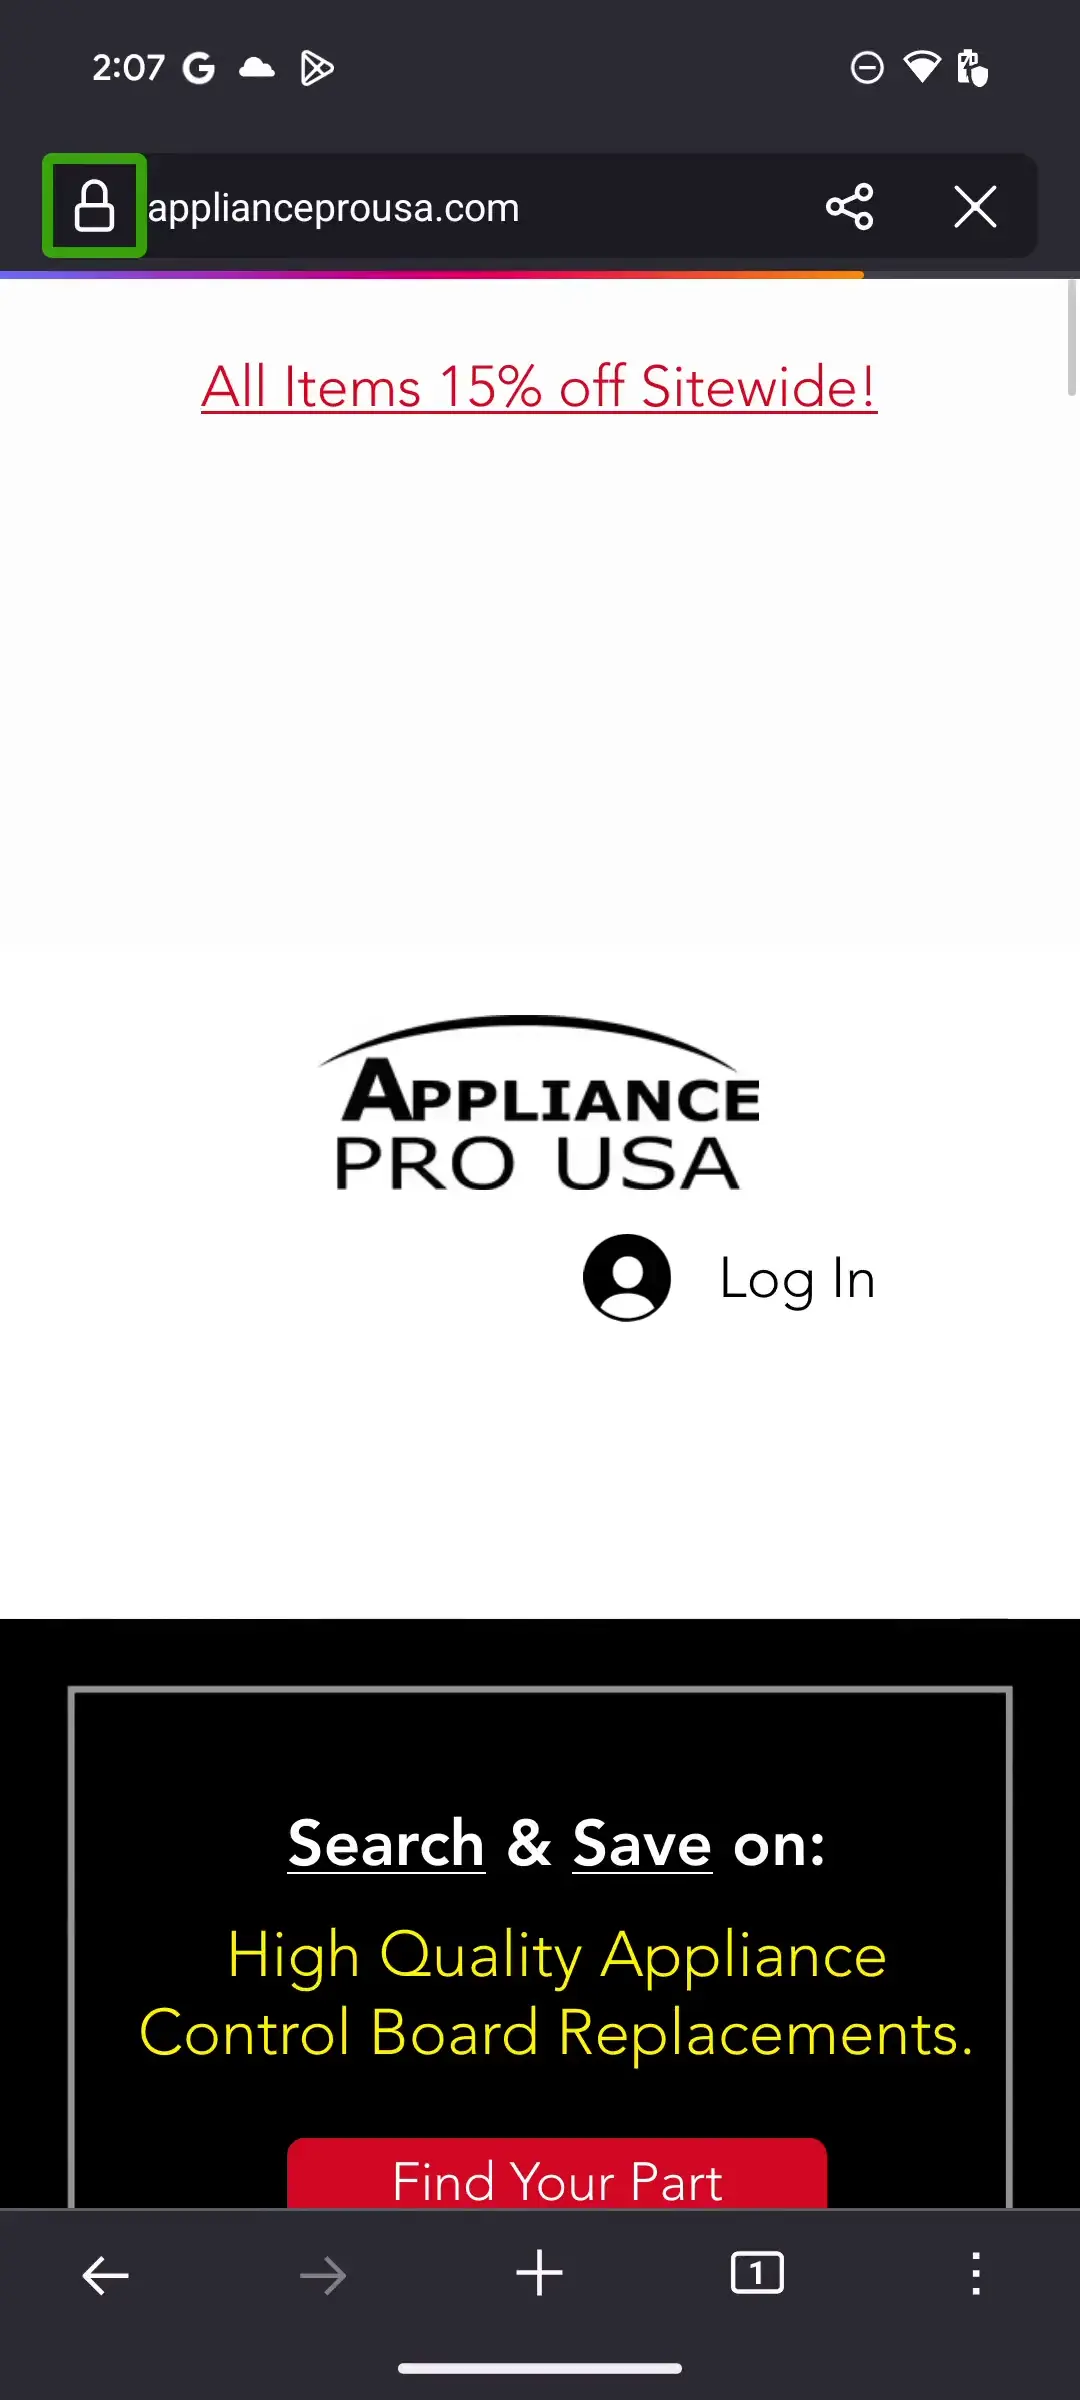 2:07
applianceprousa.com
All Items 15% off Sitewide!
APPLIANCE
PRO USA
Log In
Search & Save on:
High Quality Appliance
Control Board Replacements.
Find Your Part
1